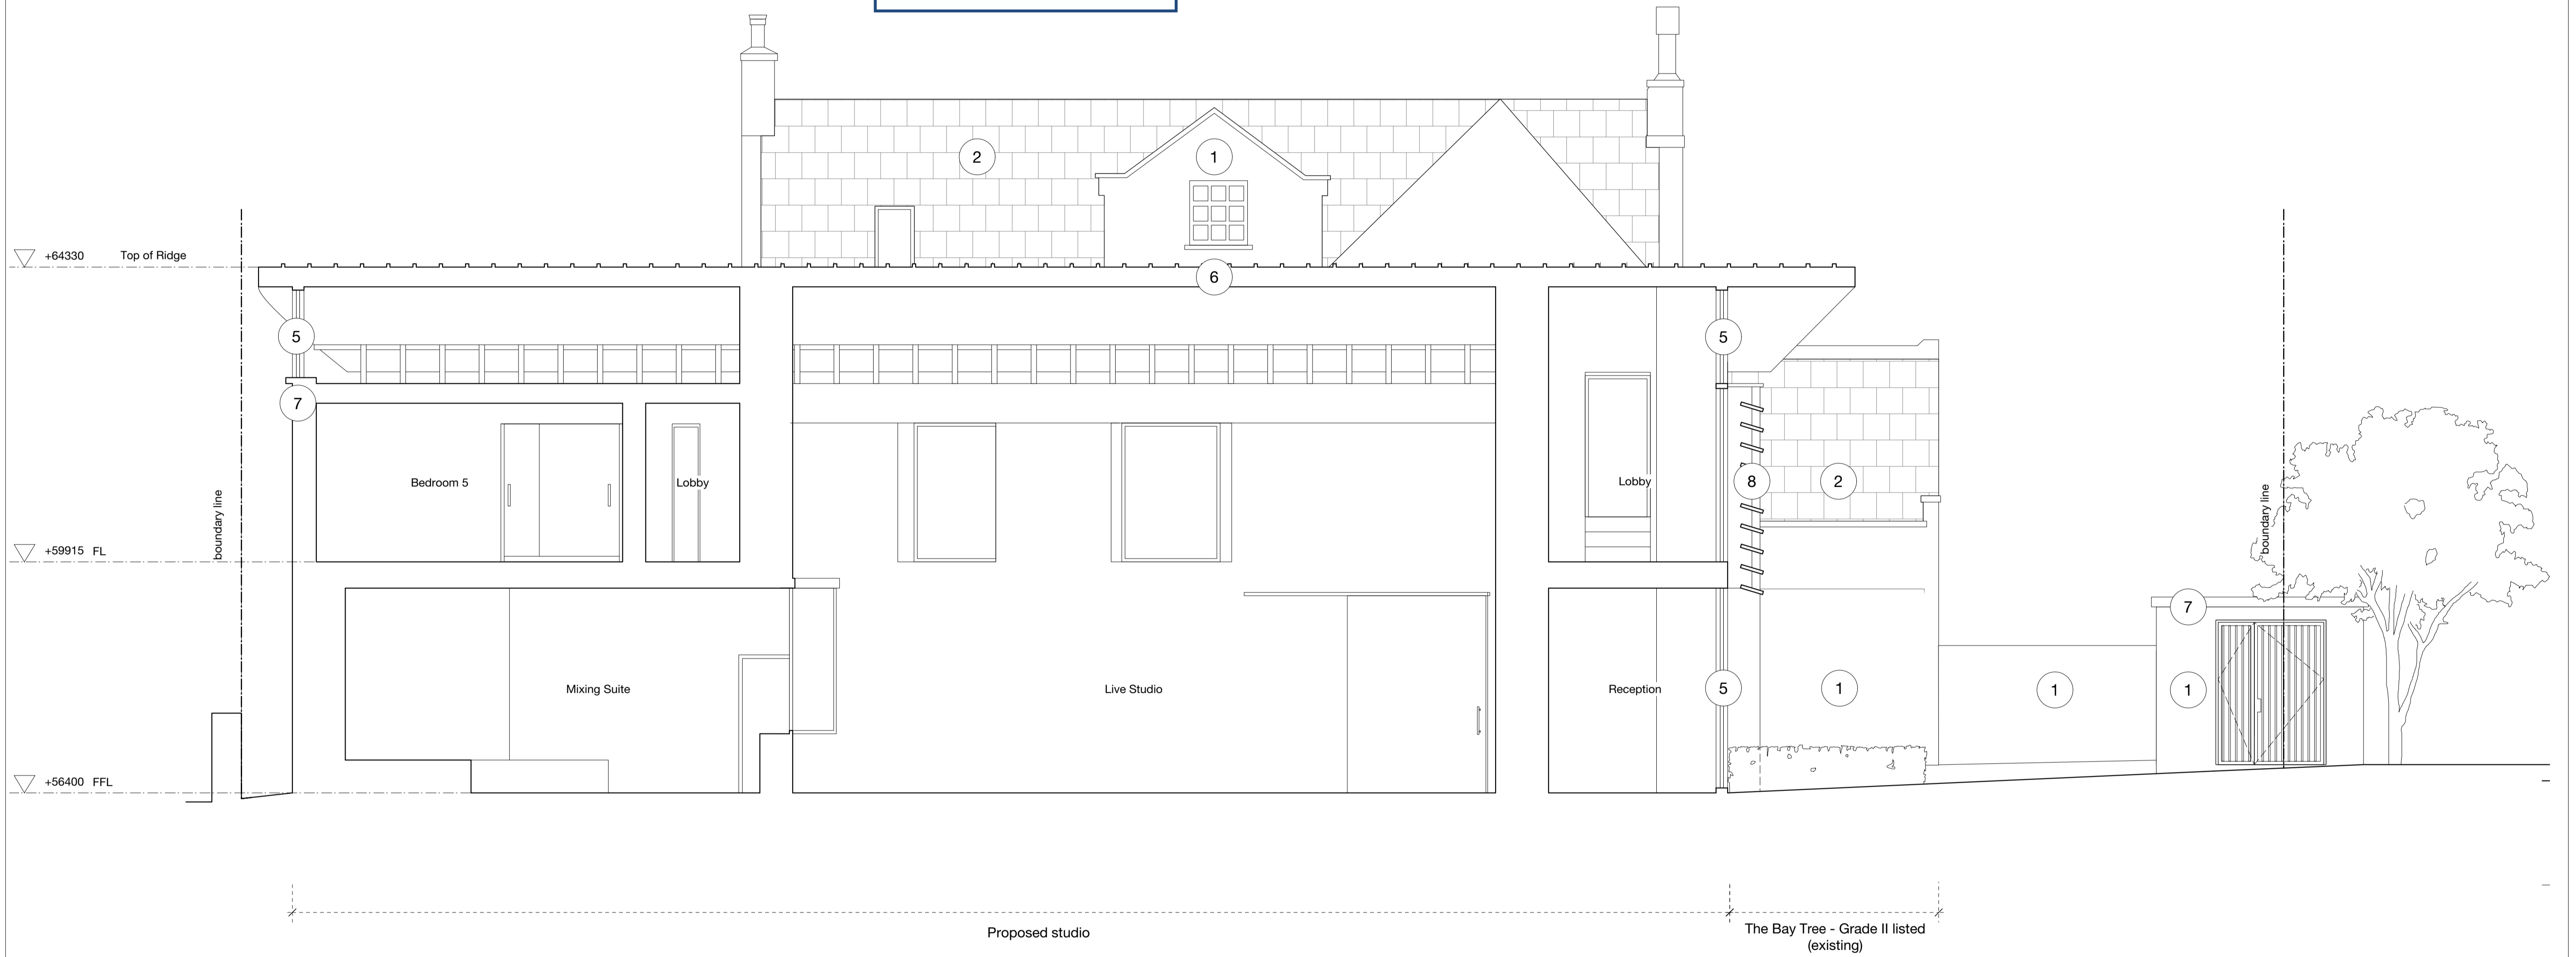 2
1
+64330 Top of Ridge
6
5
5
7
Bedroom 5
Lobby
Lobby
8
2
boundary line
boundary line
+59915 FL
7
Mixing Suite
Live Studio
Reception
5
1
1
1
+56400 FFL
Proposed studio
The Bay Tree - Grade II listed
(existing)